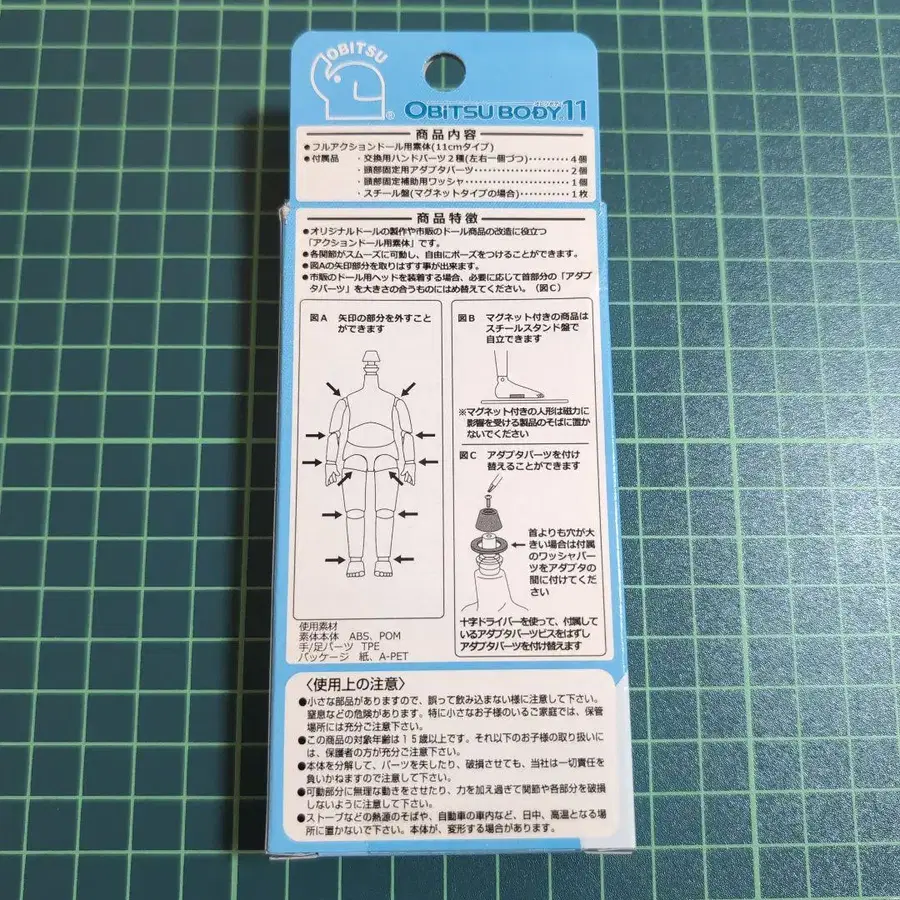 OBITSU
®
オビツボディ
OBITSU BODY®11
商品内容
●フルアクションドール用素体(11cmタイプ)
●付属品 ・交換用ハンドパーツ2種(左右一個づつ)・・・・・・・・・4個
・頭部固定用アダプタパーツ・・・・・・・・・・・・・・・・・2個
・頭部固定補助用ワッシャ・・・・・・・・・・・・・・・・・・1個
・スチール盤(マグネットタイプの場合)・・・・・・・・・・1枚
商品特徴
●オリジナルドールの製作や市販のドール商品の改造に役立つ
「アクションドール用素体」です。
●各関節がスムーズに可動し、自由にポーズをつけることができます。
●図Aの矢印部分を取りはずす事が出来ます。
●市販のドール用ヘッドを装着する場合、必要に応じて首部分の「アダプ
タパーツ」を大きさの合うものにはめ替えてください。(図C)
図A 矢印の部分を外すこと
ができます
図B マグネット付きの商品は
スチールスタンド盤で
自立できます
※マグネット付きの人形は磁力に
影響を受ける製品のそばに置か
ないでください
図C アダプタパーツを付け
替えることができます
首よりも穴が大
きい場合は付属
のワッシャパー
ツをアダプタの
間に付けてくだ
さい
十字ドライバーを使って、付属して
いるアダプタパーツビスをはずし
アダプタパーツを付け替えます
使用素材
素体本体 ABS、POM
手/足パーツ TPE
パッケージ 紙、A-PET
〈使用上の注意〉
●小さな部品がありますので、誤って飲み込まない様に注意して下さい。
窒息などの危険があります。特に小さなお子様のいるご家庭では、保管
場所には充分ご注意下さい。
●この商品の対象年齢は15歳以上です。それ以下のお子様の取り扱いに
は、保護者の方が充分ご注意下さい。
●本体を分解して、パーツを失したり、破損させても、当社は一切責任を
負いかねますので注意して下さい。
●可動部分に無理な動きをさせたり、力を加え過ぎて関節や各部分を破損
しないように注意して下さい。
●ストーブなどの熱源のそばや、自動車の車内など、日中、高温となる場
所に置かないで下さい。本体が、変形する場合があります。